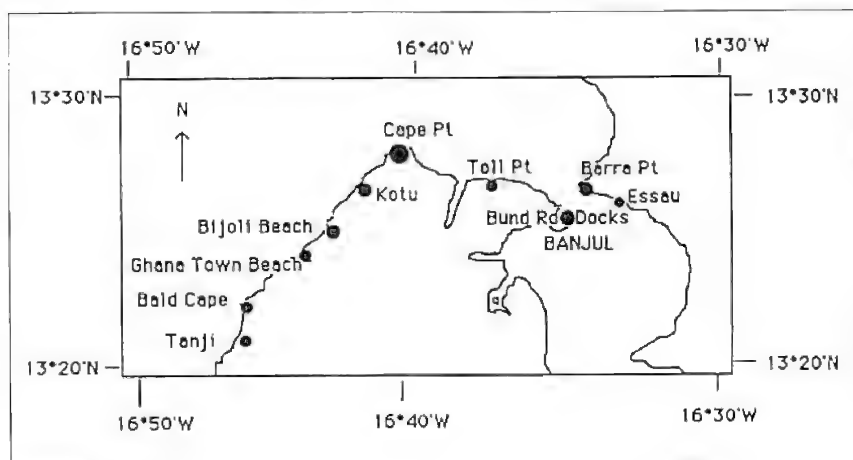 16°50'W 16°40'W 16°30'W
13°30'N 13°30'N
N
Cape Pt
Toll Pt Barra Pt
Kotu Essau
Bijoli Beach Bund Rd Docks
BANJUL
Ghana Town Beach
Bald Cape
Tanji
13°20'N 13°20'N
16°50'W 16°40'W 16°30'W